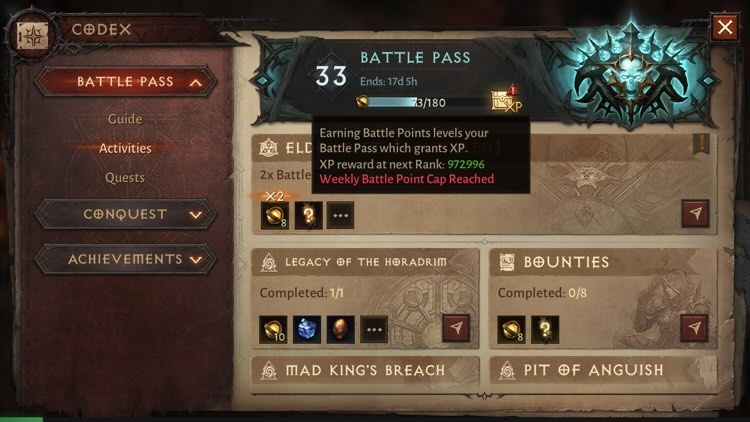 CODEX
BATTLE PASS
Guide
Activities
Quests
CONQUEST
ACHIEVEMENTS
33
BATTLE PASS
Ends: 17d 5h
73/180
XP
Earning Battle Points levels your
Battle Pass which grants XP.
XP reward at next Rank: 972996
Weekly Battle Point Cap Reached
2x Battle
X2
8
LEGACY OF THE HORADRIM
Completed: 1/1
10
BOUNTIES
Completed: 0/8
8
MAD KING'S BREACH
PIT OF ANGUISH